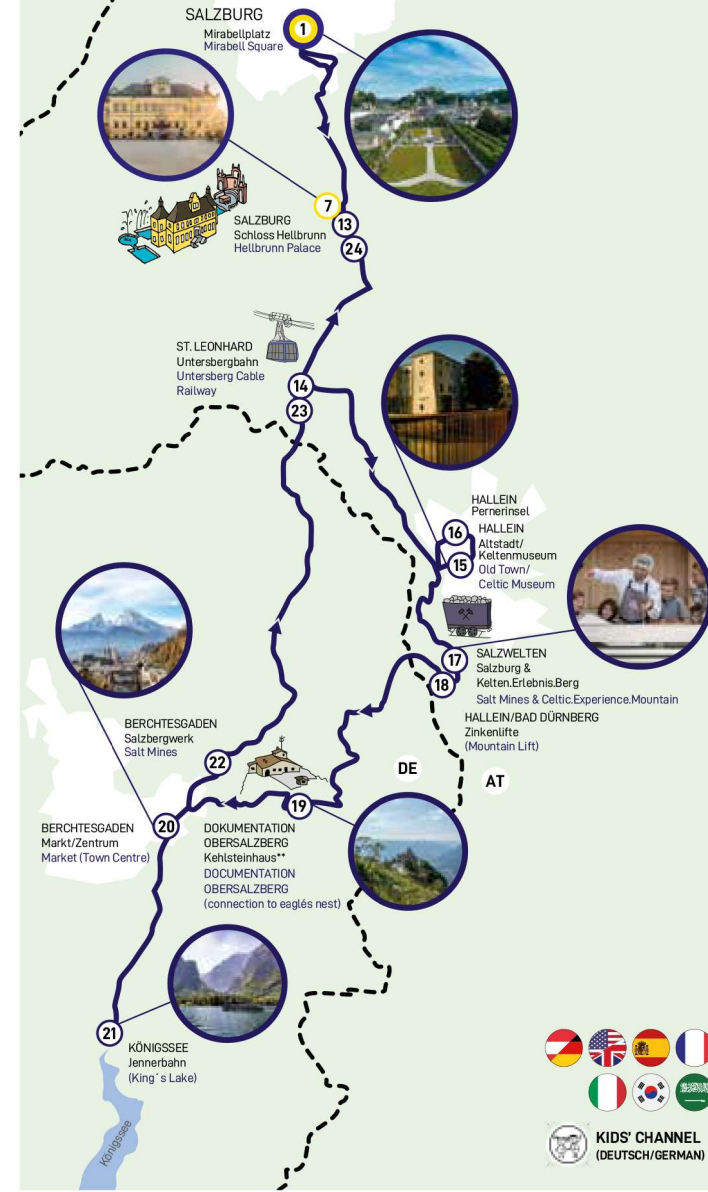 SALZBURG
1
Mirabellplatz
Mirabell Square
7
13
24
SALZBURG
Schloss Hellbrunn
Hellbrunn Palace
ST. LEONHARD
Untersbergbahn
Untersberg Cable
Railway
14
23
HALLEIN
Pernerinsel
16
HALLEIN
Altstadt/
Keltenmuseum
15
Old Town/
Celtic Museum
17
SALZWELTEN
Salzburg &
Kelten.Erlebnis.Berg
Salt Mines & Celtic.Experience.Mountain
18
HALLEIN/BAD DÜRNBERG
Zinkenlifte
(Mountain Lift)
BERCHTESGADEN
Salzbergwerk
Salt Mines
22
DE
AT
19
20
BERCHTESGADEN
Markt/Zentrum
Market (Town Centre)
DOKUMENTATION
OBERSALZBERG
Kehlsteinhaus**
DOCUMENTATION
OBERSALZBERG
(connection to eaglés nest)
21
KÖNIGSSEE
Jennerbahn
(King´s Lake)
Königssee
KIDS' CHANNEL
(DEUTSCH/GERMAN)